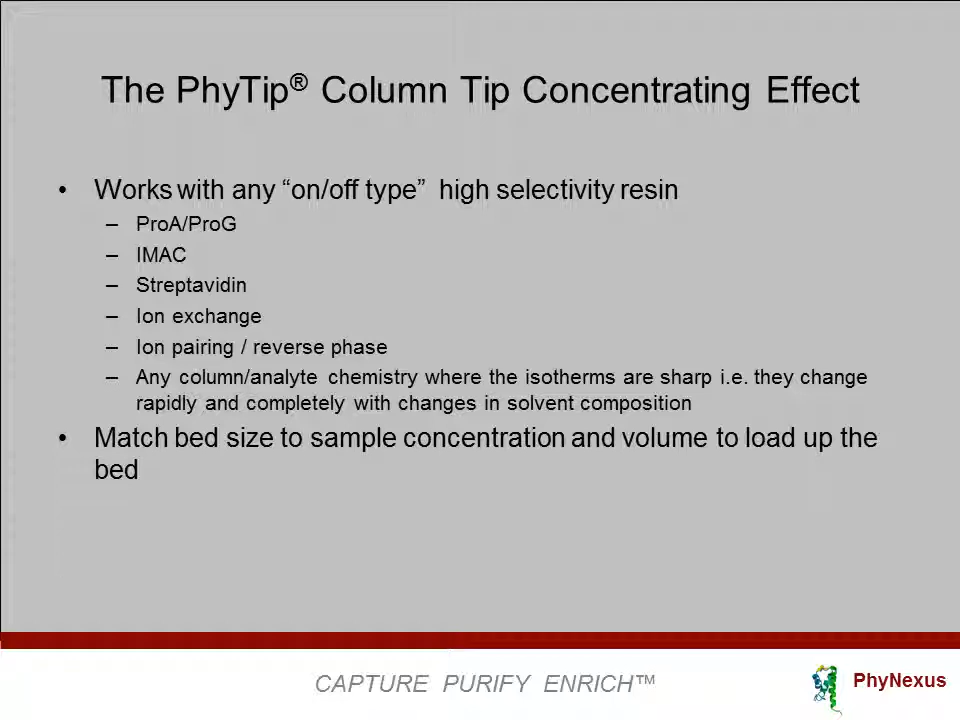 The PhyTip® Column Tip Concentrating Effect
• Works with any “on/off type” high selectivity resin
– ProA/ProG
– IMAC
– Streptavidin
– Ion exchange
– Ion pairing / reverse phase
– Any column/analyte chemistry where the isotherms are sharp i.e. they change
rapidly and completely with changes in solvent composition
• Match bed size to sample concentration and volume to load up the
bed
CAPTURE PURIFY ENRICH™
PhyNexus